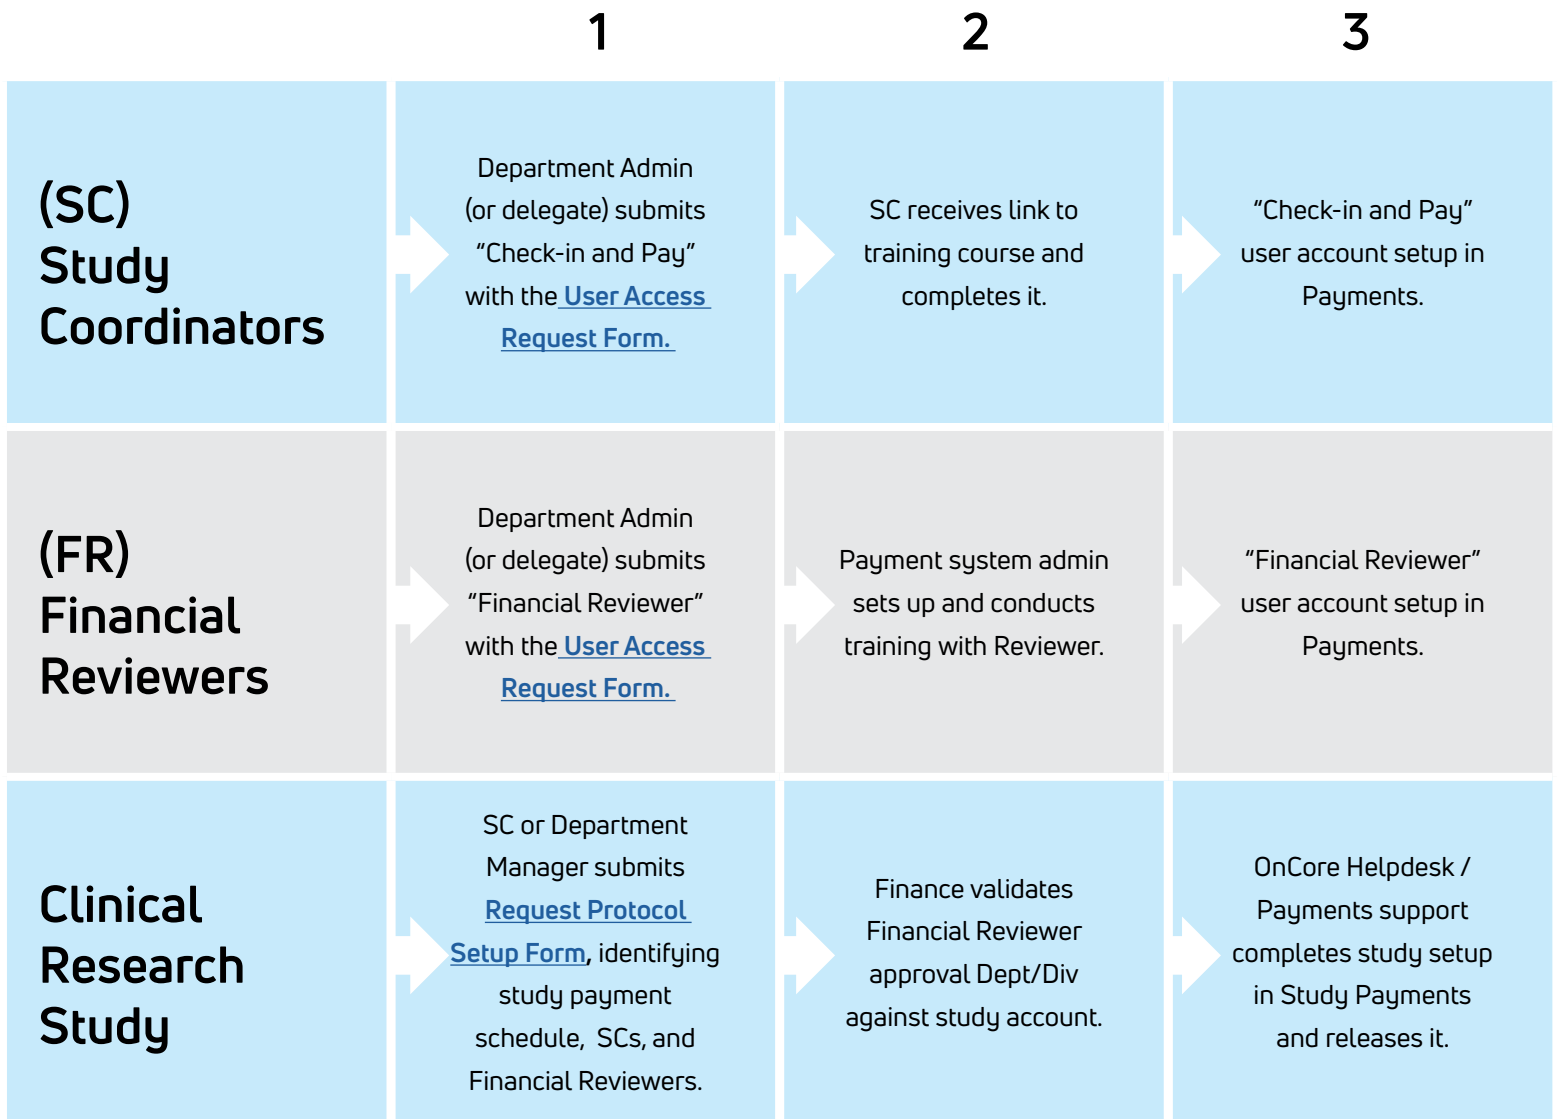 1
2
3
(SC)
Study
Coordinators
Department Admin
(or delegate) submits
“Check-in and Pay”
with the User Access
Request Form.
SC receives link to
training course and
completes it.
“Check-in and Pay”
user account setup in
Payments.
(FR)
Financial
Reviewers
Department Admin
(or delegate) submits
“Financial Reviewer”
with the User Access
Request Form.
Payment system admin
sets up and conducts
training with Reviewer.
“Financial Reviewer”
user account setup in
Payments.
Clinical
Research
Study
SC or Department
Manager submits
Request Protocol
Setup Form, identifying
study payment
schedule, SCs, and
Financial Reviewers.
Finance validates
Financial Reviewer
approval Dept/Div
against study account.
OnCore Helpdesk /
Payments support
completes study setup
in Study Payments
and releases it.